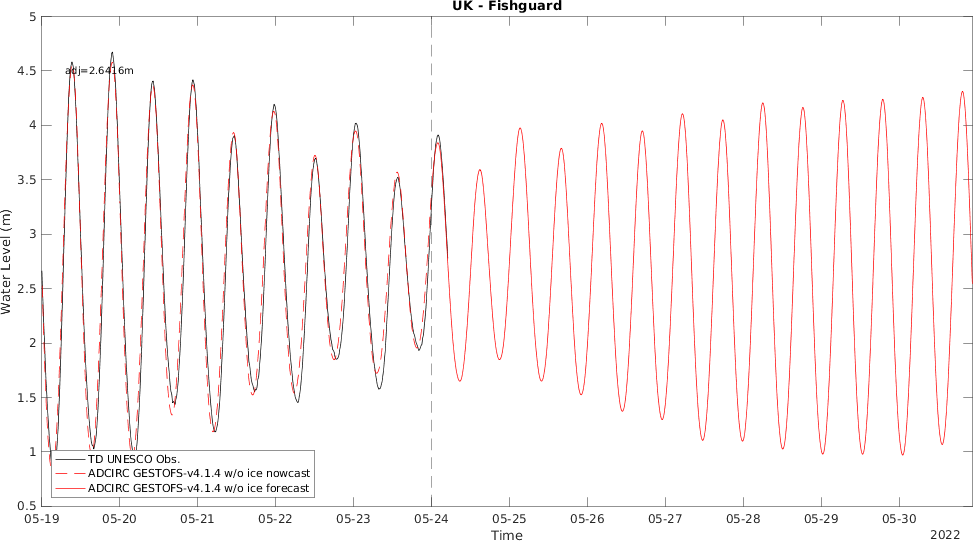 UK - Fishguard
5
4.5
4
3.5
3
2.5
2
1.5
1
0.5
Water Level (m)
adj=2.6416m
TD UNESCO Obs.
ADCIRC GESTOFS-v4.1.4 w/o ice nowcast
ADCIRC GESTOFS-v4.1.4 w/o ice forecast
05-19 05-20 05-21 05-22 05-23 05-24 05-25 05-26 05-27 05-28 05-29 05-30
Time
2022